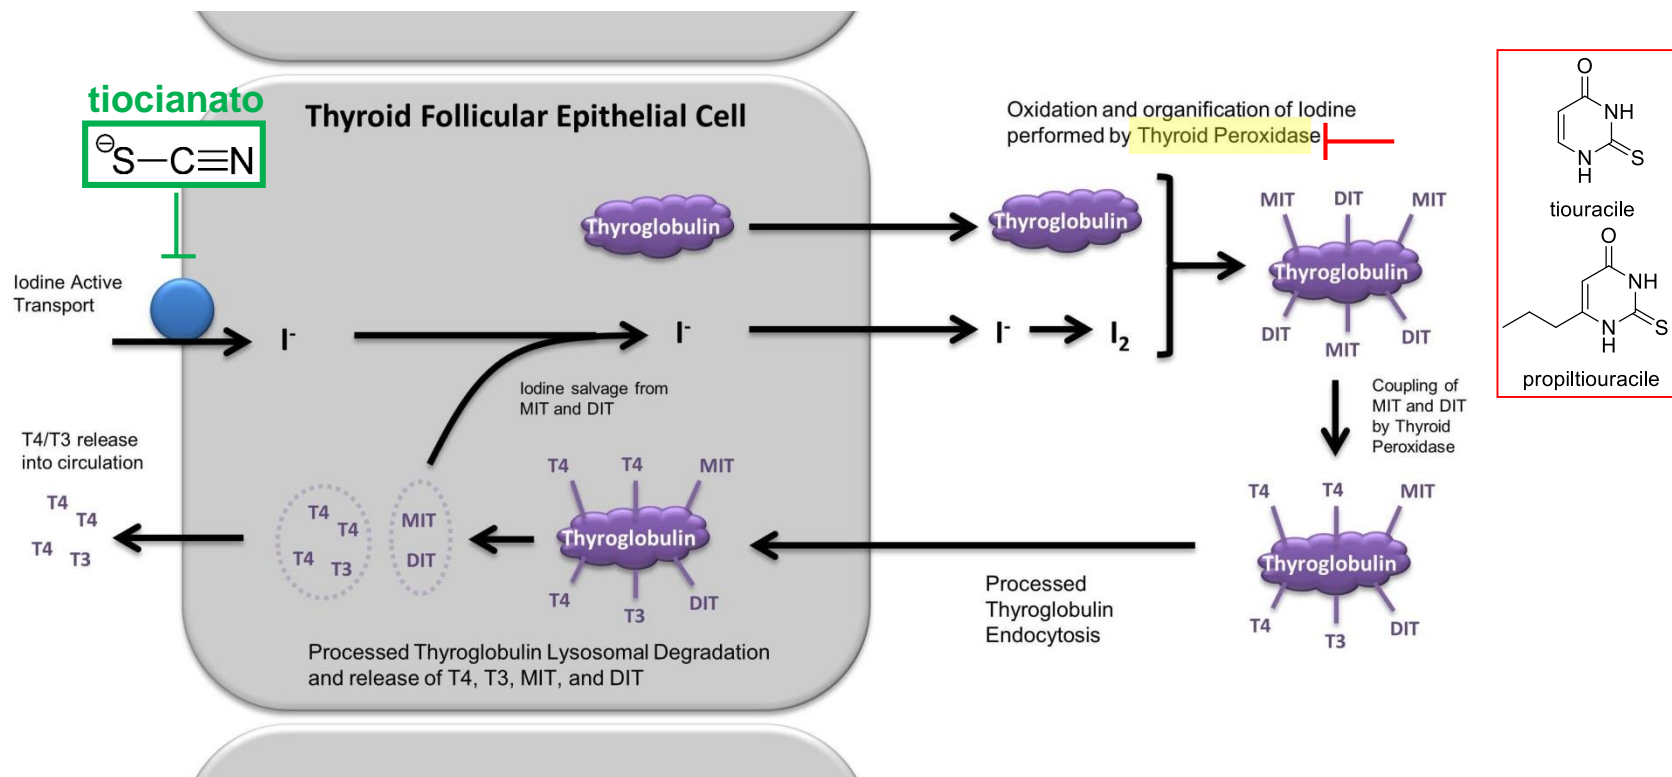 tiocianato
⊖S—C≡N
Thyroid Follicular Epithelial Cell
Oxidation and organification of Iodine
performed by Thyroid Peroxidase
O
NH
N
H
S
tiouracile
O
NH
N
H
S
propiltiouracile
Thyroglobulin
Thyroglobulin
MIT
DIT
MIT
Thyroglobulin
DIT
MIT
DIT
Iodine Active
Transport
I-
I-
I-
I2
Iodine salvage from
MIT and DIT
Coupling of
MIT and DIT
by Thyroid
Peroxidase
T4/T3 release
into circulation
T4
T4
T4
T3
T4
T4
T4
T3
MIT
DIT
T4
T4
MIT
Thyroglobulin
T4
T3
DIT
T4
T4
MIT
Thyroglobulin
T4
T3
DIT
Processed
Thyroglobulin
Endocytosis
Processed Thyroglobulin Lysosomal Degradation
and release of T4, T3, MIT, and DIT